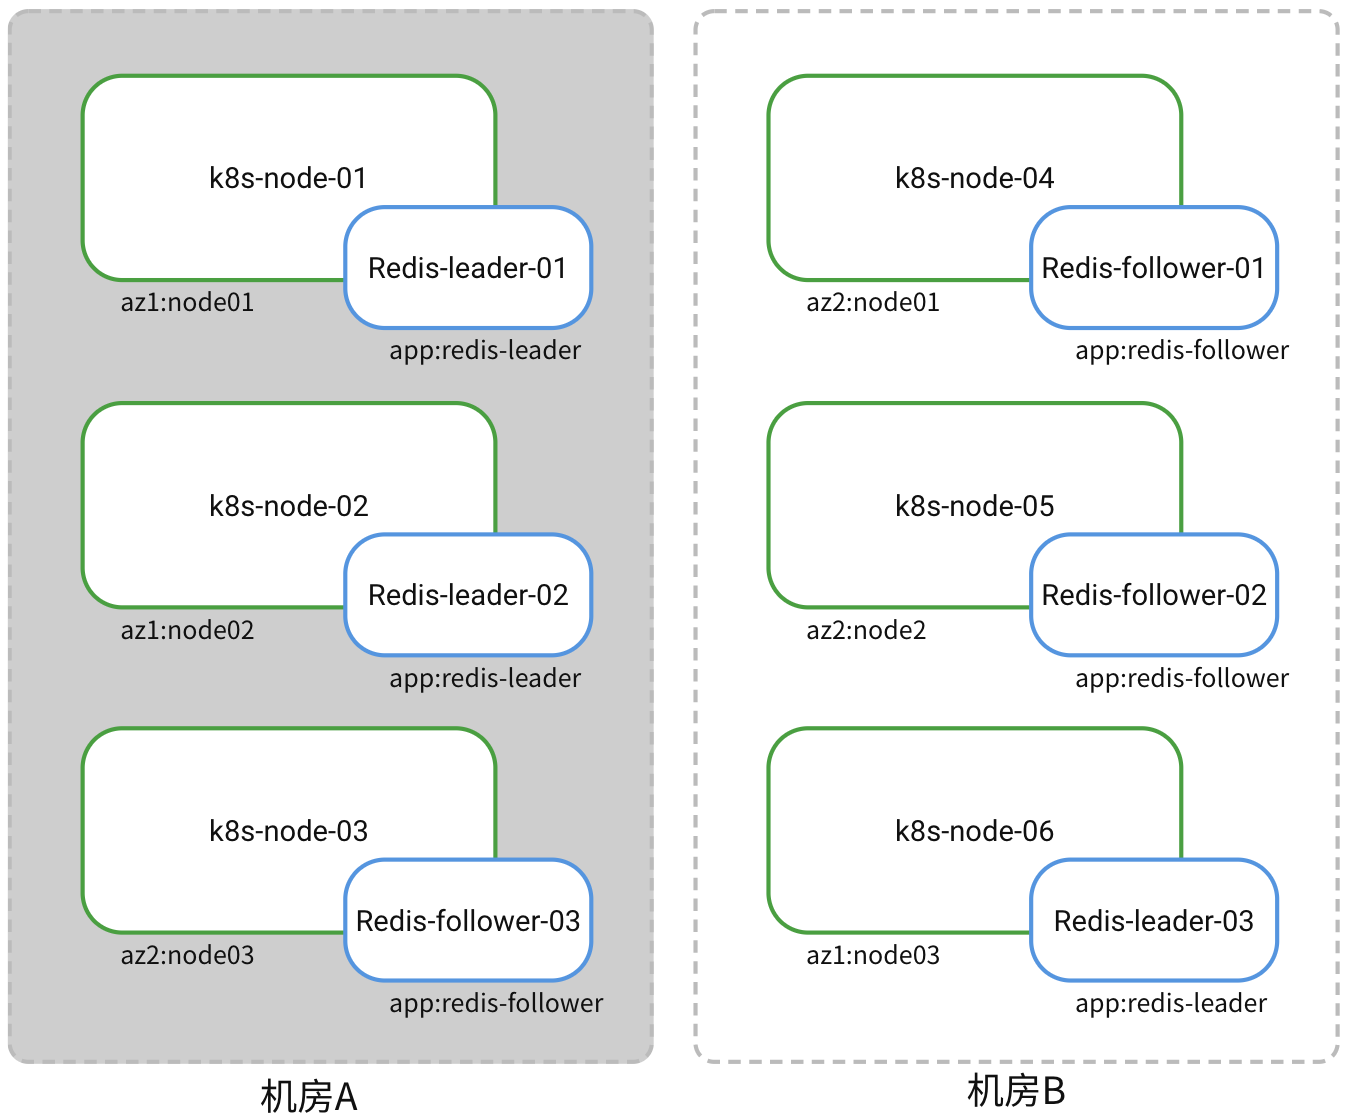 k8s-node-01
Redis-leader-01
az1:node01
app:redis-leader
k8s-node-02
Redis-leader-02
az1:node02
app:redis-leader
k8s-node-03
Redis-follower-03
az2:node03
app:redis-follower
机房A
k8s-node-04
Redis-follower-01
az2:node01
app:redis-follower
k8s-node-05
Redis-follower-02
az2:node2
app:redis-follower
k8s-node-06
Redis-leader-03
az1:node03
app:redis-leader
机房B